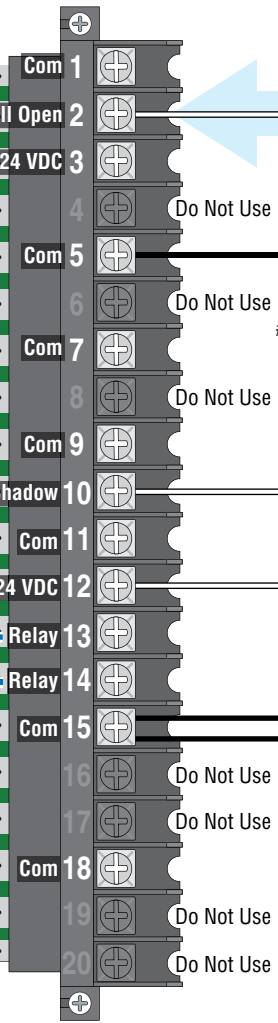 Com 1
ll Open 2
24 VDC 3
4 Do Not Use
Com 5
6 Do Not Use
Com 7
8 Do Not Use
Com 9
hadow 10
Com 11
24 VDC 12
Relay 13
Relay 14
Com 15
16 Do Not Use
17 Do Not Use
Com 18
19 Do Not Use
20 Do Not Use